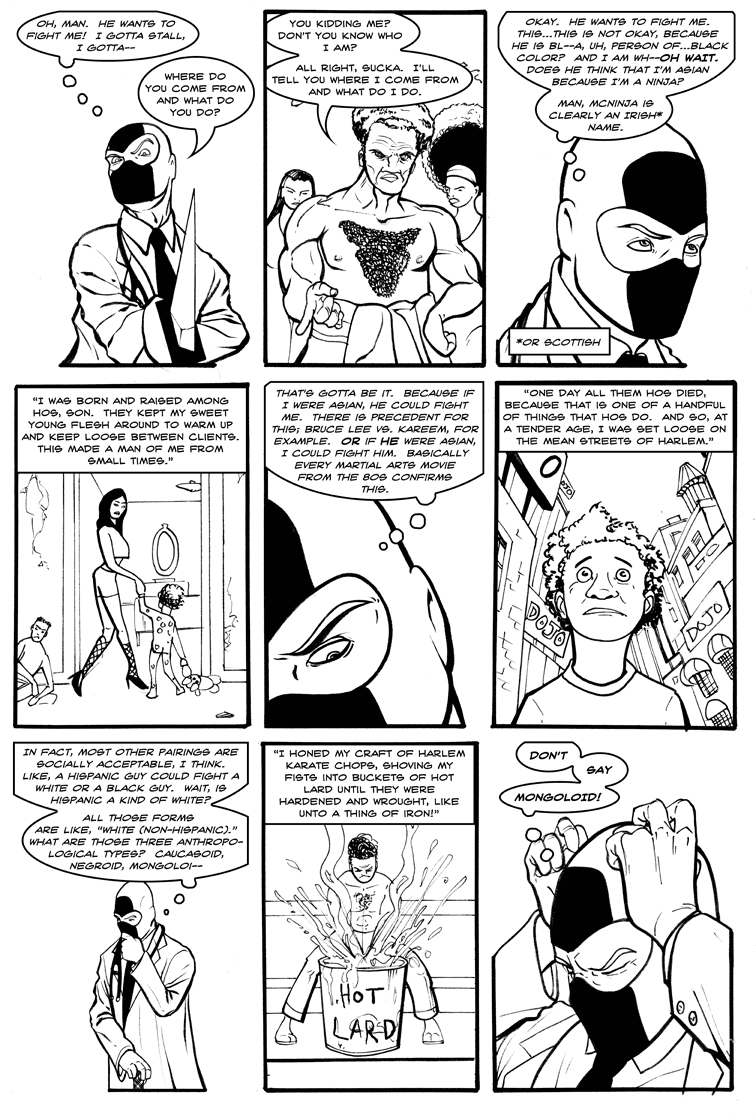 OH, MAN. HE WANTS TO
FIGHT ME! I GOTTA STALL,
I GOTTA--
WHERE DO
YOU COME FROM
AND WHAT DO
YOU DO?
YOU KIDDING ME?
DON'T YOU KNOW WHO
I AM?
ALL RIGHT, SUCKA. I'LL
TELL YOU WHERE I COME FROM
AND WHAT DO I DO.
OKAY. HE WANTS TO FIGHT ME.
THIS...THIS IS NOT OKAY, BECAUSE
HE IS BL--A, UH, PERSON OF...BLACK
COLOR? AND I AM WH--OH WAIT.
DOES HE THINK THAT I'M ASIAN
BECAUSE I'M A NINJA?
MAN, MCNINJA IS
CLEARLY AN IRISH*
NAME.
*OR SCOTTISH
"I WAS BORN AND RAISED AMONG
HOS, SON. THEY KEPT MY SWEET
YOUNG FLESH AROUND TO WARM UP
AND KEEP LOOSE BETWEEN CLIENTS.
THIS MADE A MAN OF ME FROM
SMALL TIMES."
THAT'S GOTTA BE IT. BECAUSE IF
I WERE ASIAN, HE COULD FIGHT
ME. THERE IS PRECEDENT FOR
THIS; BRUCE LEE VS. KAREEM, FOR
EXAMPLE. OR IF HE WERE ASIAN,
I COULD FIGHT HIM. BASICALLY
EVERY MARTIAL ARTS MOVIE
FROM THE 80S CONFIRMS
THIS.
"ONE DAY ALL THEM HOS DIED,
BECAUSE THAT IS ONE OF A HANDFUL
OF THINGS THAT HOS DO. AND SO, AT
A TENDER AGE, I WAS SET LOOSE ON
THE MEAN STREETS OF HARLEM."
DOJO
DOJO
DOJO
IN FACT, MOST OTHER PAIRINGS ARE
SOCIALLY ACCEPTABLE, I THINK.
LIKE, A HISPANIC GUY COULD FIGHT A
WHITE OR A BLACK GUY. WAIT, IS
HISPANIC A KIND OF WHITE?
ALL THOSE FORMS
ARE LIKE, "WHITE (NON-HISPANIC)."
WHAT ARE THOSE THREE ANTHROPO-
LOGICAL TYPES? CAUCASOID,
NEGROID, MONGOLOI--
"I HONED MY CRAFT OF HARLEM
KARATE CHOPS, SHOVING MY
FISTS INTO BUCKETS OF HOT
LARD UNTIL THEY WERE
HARDENED AND WROUGHT, LIKE
UNTO A THING OF IRON!"
HOT
LARD
DON'T
SAY
MONGOLOID!